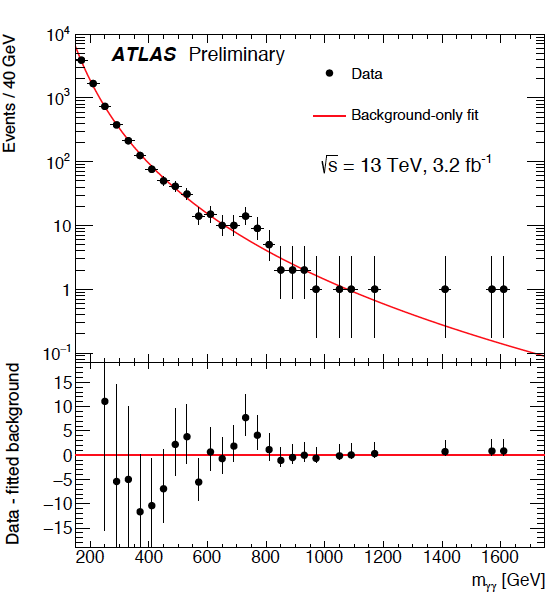 ATLAS Preliminary
Events / 40 GeV
10⁴
10³
10²
10
1
10⁻¹
Data
Background-only fit
√s = 13 TeV, 3.2 fb⁻¹
Data - fitted background
15
10
5
0
−5
−10
−15
200 400 600 800 1000 1200 1400 1600
mγγ [GeV]